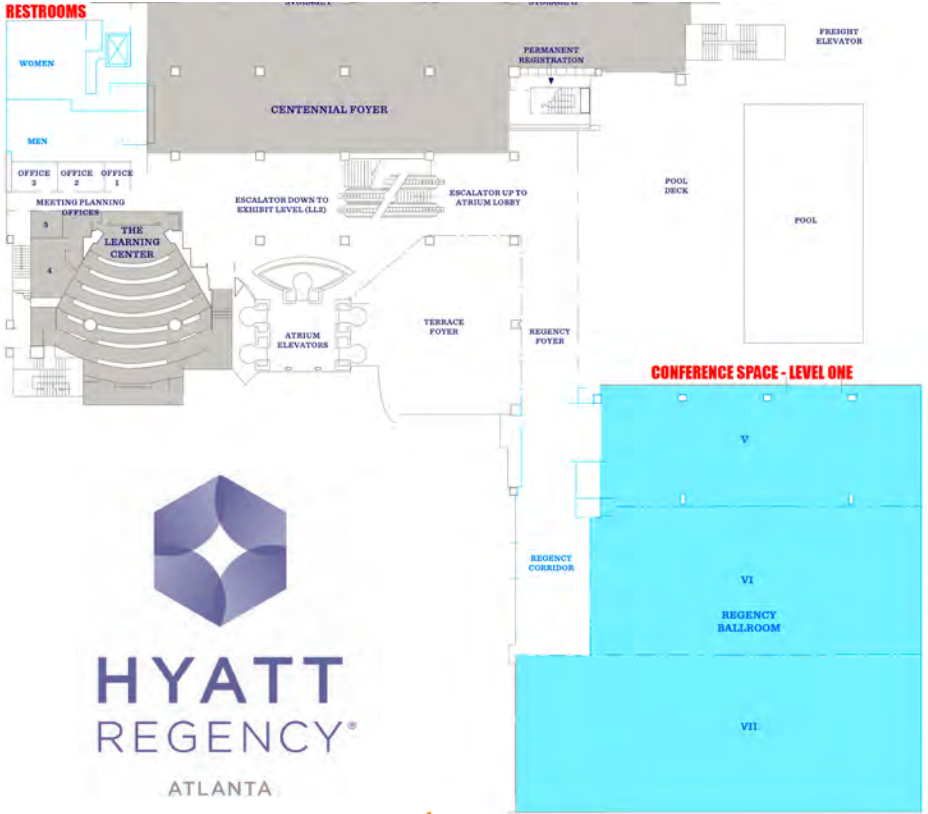 RESTROOMS
WOMEN
MEN
STORAGE G
PERMANENT
REGISTRATION
FREIGHT
ELEVATOR
CENTENNIAL FOYER
OFFICE
3
OFFICE
2
OFFICE
1
MEETING PLANNING
OFFICES
5
4
THE
LEARNING
CENTER
ESCALATOR DOWN TO
EXHIBIT LEVEL (LL2)
ESCALATOR UP TO
ATRIUM LOBBY
POOL
DECK
POOL
ATRIUM
ELEVATORS
TERRACE
FOYER
REGENCY
FOYER
CONFERENCE SPACE - LEVEL ONE
V
REGENCY
CORRIDOR
VI
REGENCY
BALLROOM
VII
HYATT
REGENCY®
ATLANTA